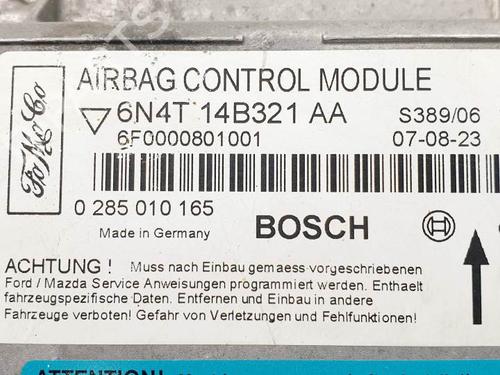 AIRBAG CONTROL MODULE
FoMoCo
6N4T 14B321 AA
S389/06
6F0000801001
07-08-23
0 285 010 165
BOSCH
Made in Germany
ACHTUNG ! Muss nach Einbau gemaess vorgeschriebenen
Ford / Mazda Service Anweisungen programmiert werden. Enthaelt
fahrzeugspezifische Daten. Entfernen und Einbau in andere
Fahrzeuge verboten! Gefahr von Verletzungen und Fehlfunktionen!
ATTENTION!